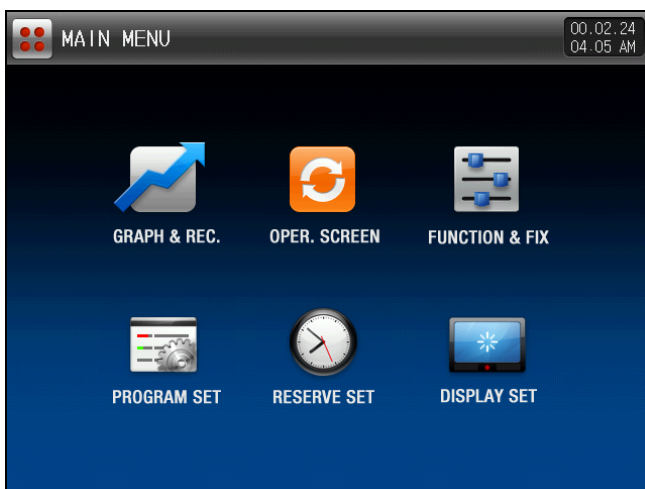 MAIN MENU
00.02.24
04.05 AM
GRAPH & REC.
OPER. SCREEN
FUNCTION & FIX
PROGRAM SET
RESERVE SET
DISPLAY SET